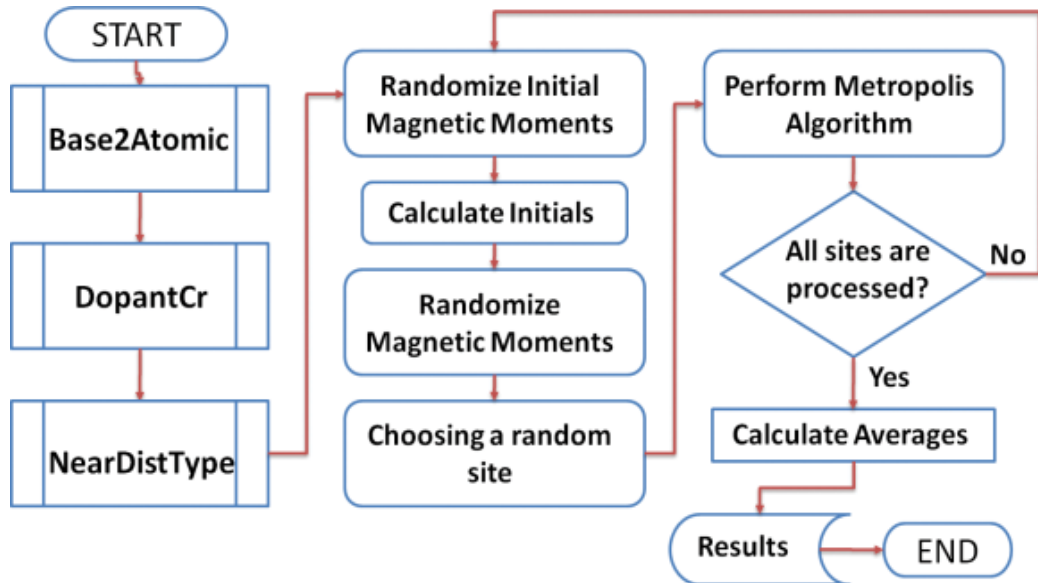 START
Base2Atomic
DopantCr
NearDistType
Randomize Initial
Magnetic Moments
Calculate Initials
Randomize
Magnetic Moments
Choosing a random
site
Perform Metropolis
Algorithm
All sites are
processed?
No
Yes
Calculate Averages
Results
END